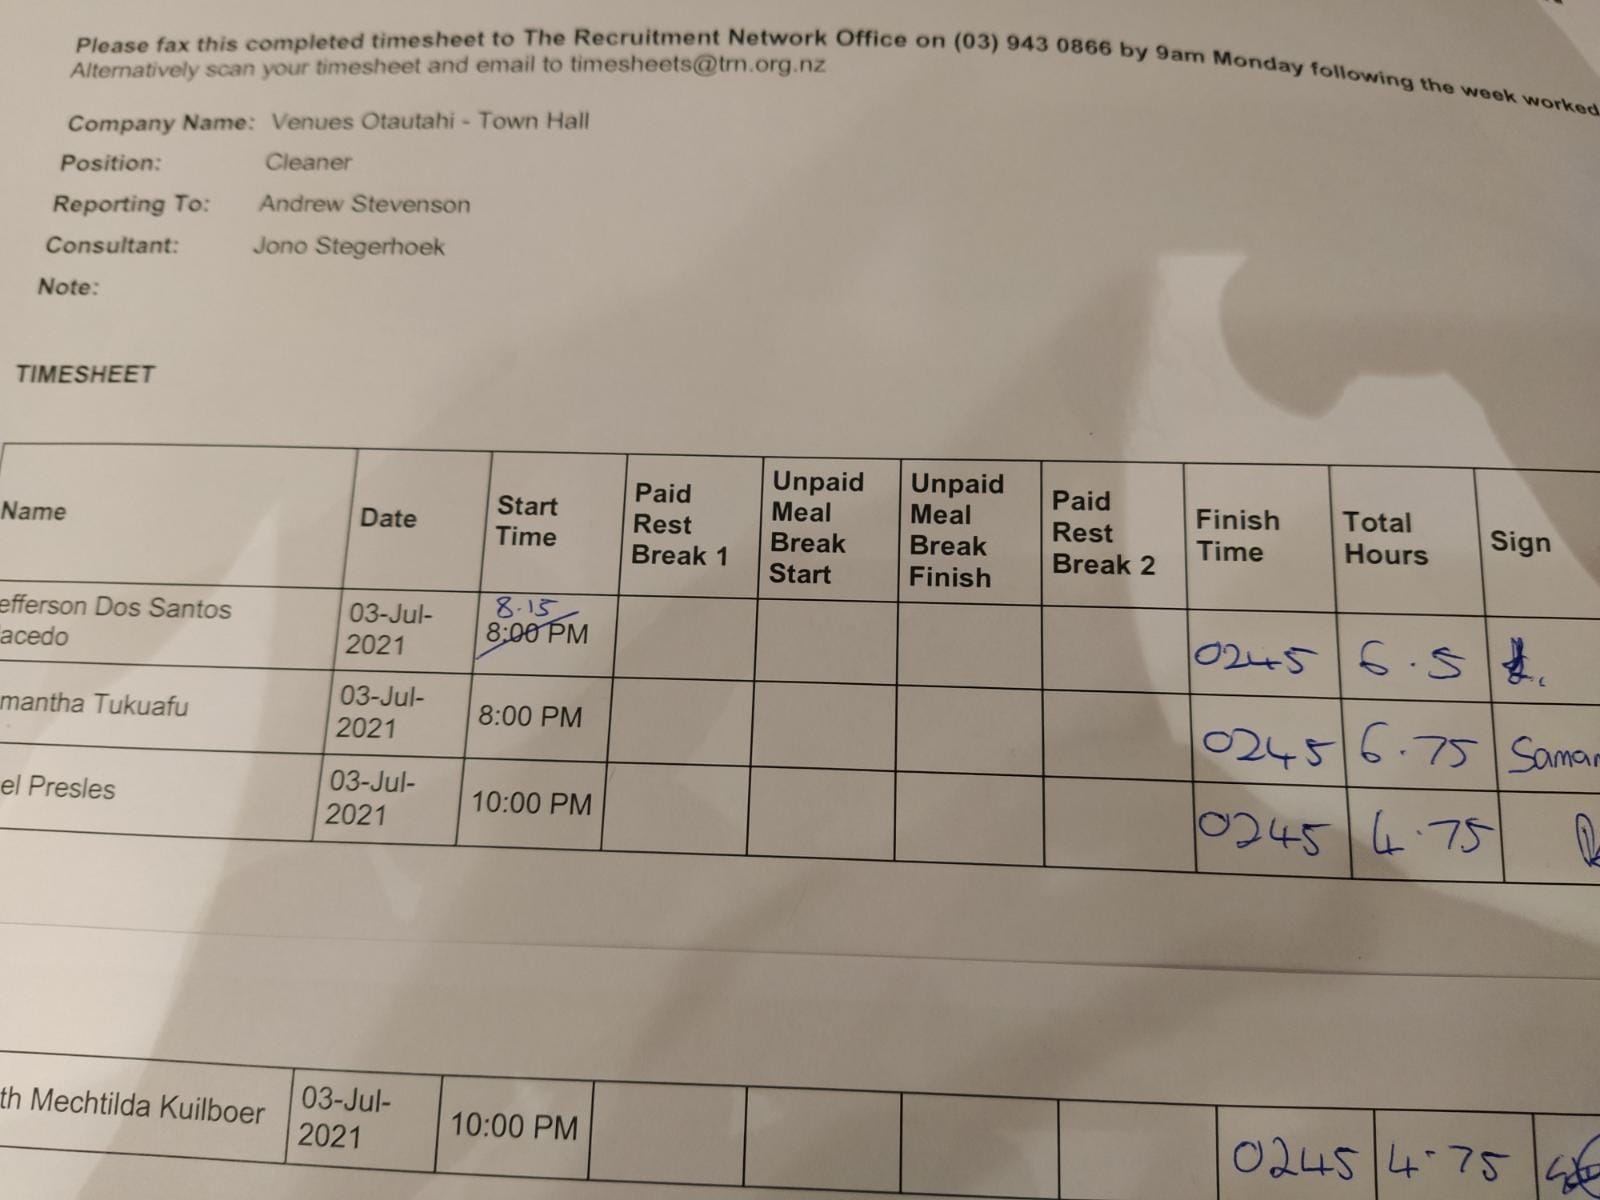 Please fax this completed timesheet to The Recruitment Network Office on (03) 943 0866 by 9am Monday following the week worked
Alternatively scan your timesheet and email to timesheets@trn.org.nz
Company Name: Venues Otautahi - Town Hall
Position: Cleaner
Reporting To: Andrew Stevenson
Consultant: Jono Stegerhoek
Note:
TIMESHEET
Name
Date
Start
Time
Paid
Rest
Break 1
Unpaid
Meal
Break
Start
Unpaid
Meal
Break
Finish
Paid
Rest
Break 2
Finish
Time
Total
Hours
Sign
efferson Dos Santos
acedo
03-Jul-
2021
8.15
8:00 PM
0245
6.5
mantha Tukuafu
03-Jul-
2021
8:00 PM
0245
6.75
Saman
el Presles
03-Jul-
2021
10:00 PM
0245
4.75
th Mechtilda Kuilboer
03-Jul-
2021
10:00 PM
0245
4.75